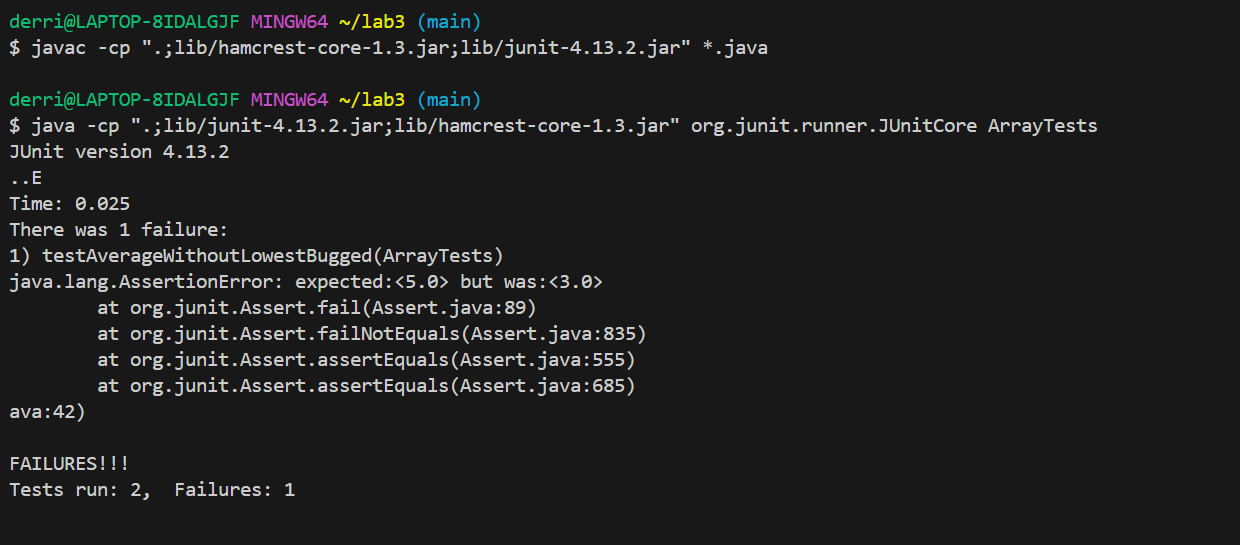 derri@LAPTOP-8IDALGJF MINGW64 ~/lab3 (main)
$ javac -cp ".;lib/hamcrest-core-1.3.jar;lib/junit-4.13.2.jar" *.java
derri@LAPTOP-8IDALGJF MINGW64 ~/lab3 (main)
$ java -cp ".;lib/junit-4.13.2.jar;lib/hamcrest-core-1.3.jar" org.junit.runner.JUnitCore ArrayTests
JUnit version 4.13.2
..E
Time: 0.025
There was 1 failure:
1) testAverageWithoutLowestBugged(ArrayTests)
java.lang.AssertionError: expected:<5.0> but was:<3.0>
        at org.junit.Assert.fail(Assert.java:89)
        at org.junit.Assert.failNotEquals(Assert.java:835)
        at org.junit.Assert.assertEquals(Assert.java:555)
        at org.junit.Assert.assertEquals(Assert.java:685)
ava:42)
FAILURES!!!
Tests run: 2,  Failures: 1